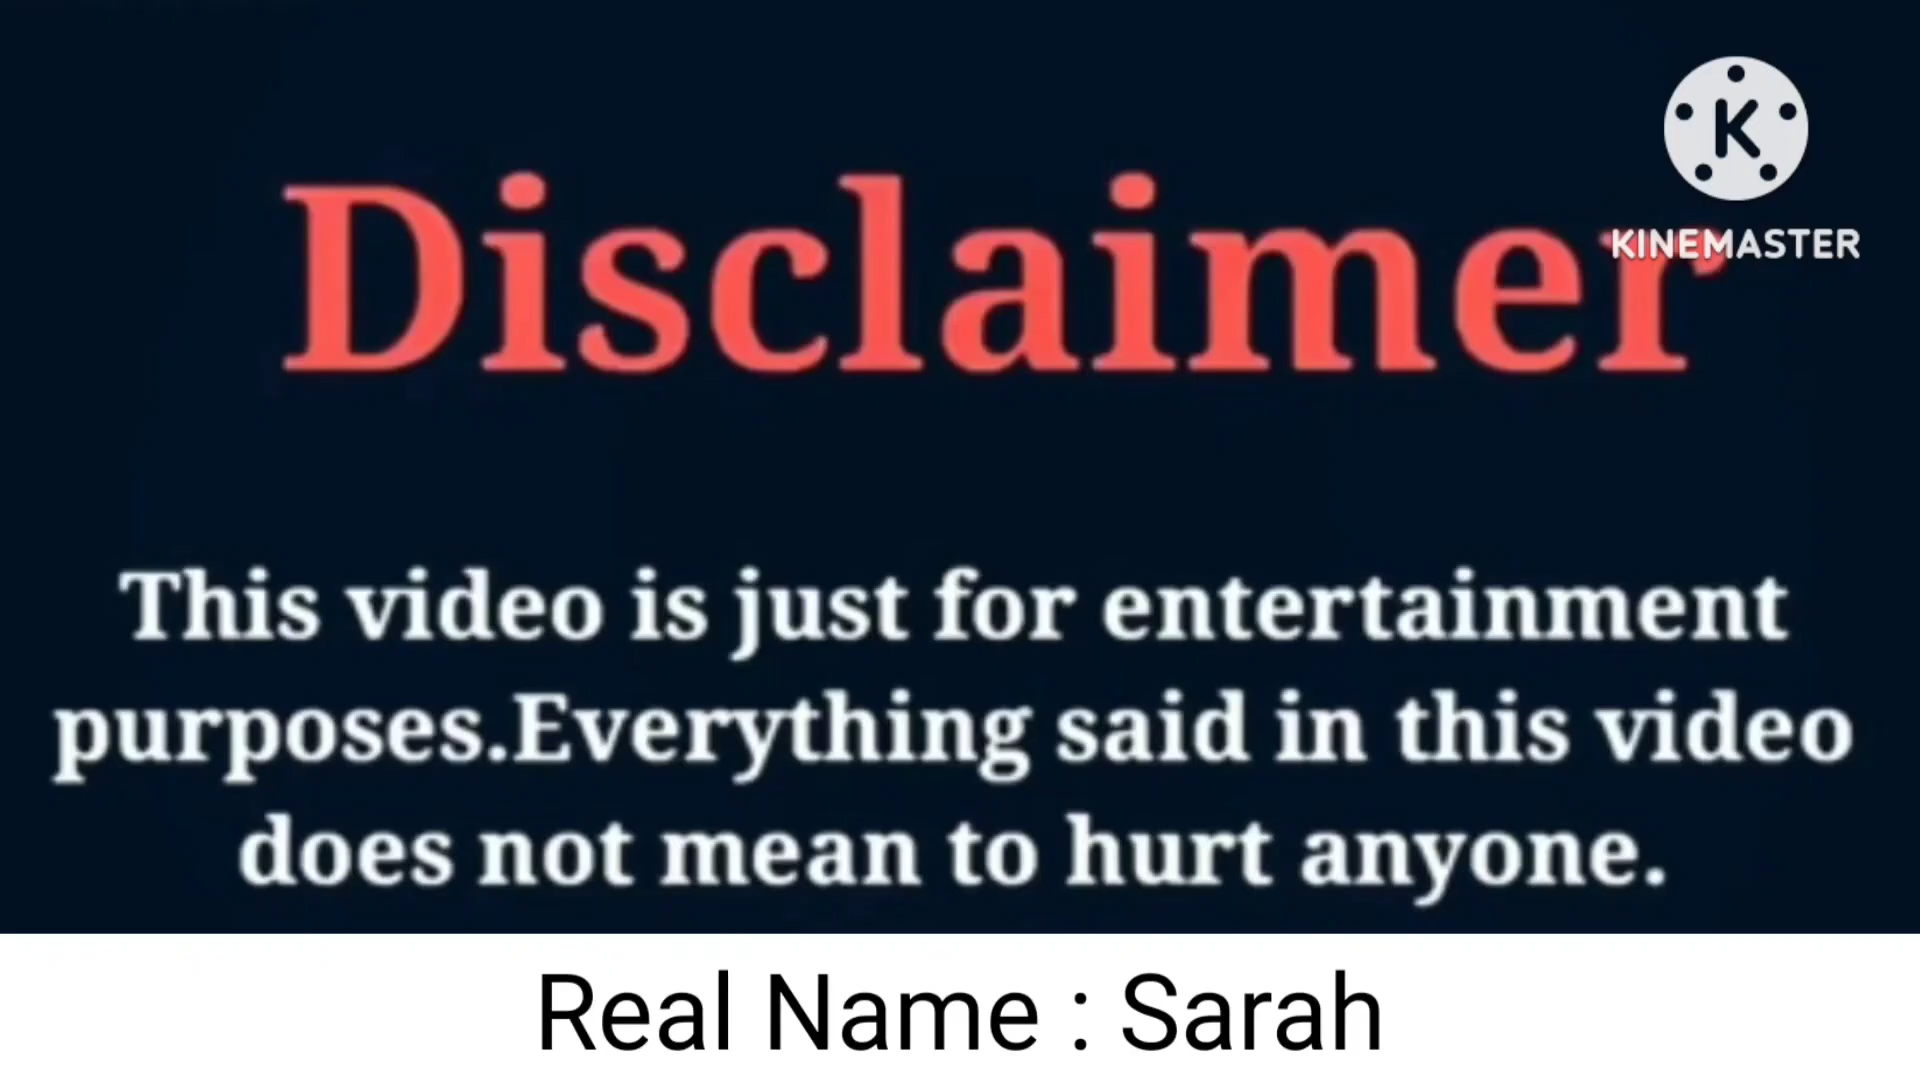 Disclaimer
KINEMASTER
This video is just for entertainment
purposes.Everything said in this video
does not mean to hurt anyone.
Real Name : Sarah